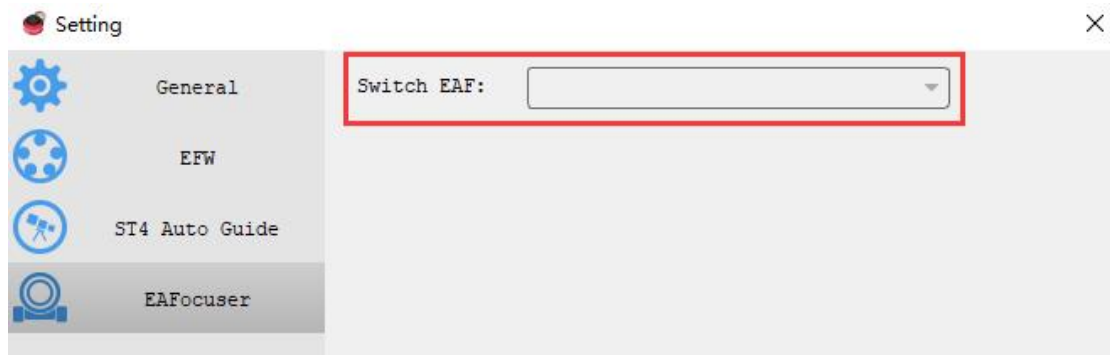 Setting
General
EFW
ST4 Auto Guide
EAFocuser
Switch EAF: